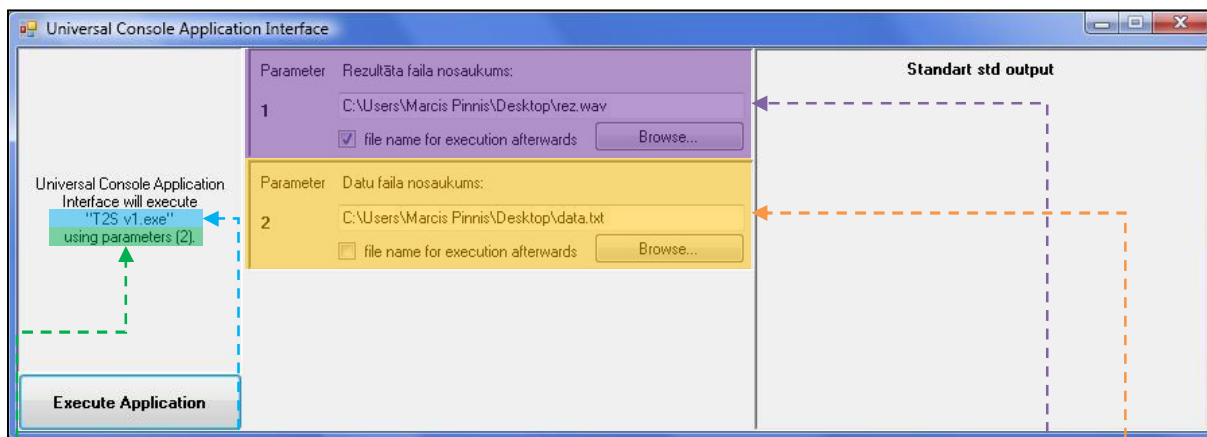 Universal Console Application Interface
Universal Console Application
Interface will execute
"T2S v1.exe"
using parameters (2).
Execute Application
Parameter Rezultāta faila nosaukums:
1 C:\Users\Marcis Pinnis\Desktop\rez.wav
file name for execution afterwards Browse...
Parameter Datu faila nosaukums:
2 C:\Users\Marcis Pinnis\Desktop\data.txt
file name for execution afterwards Browse...
Standart std output